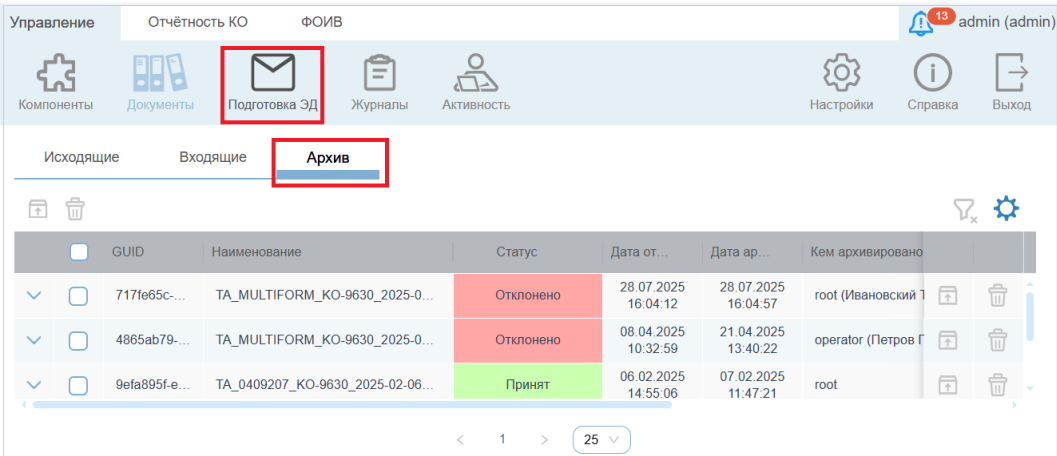 Управление Отчётность КО ФОИВ 13 admin (admin)
Компоненты Документы Подготовка ЭД Журналы Активность Настройки Справка Выход
Исходящие Входящие Архив
GUID Наименование Статус Дата от... Дата ар... Кем архивировано
717fe65c-... TA_MULTIFORM_KO-9630_2025-0... Отклонено 28.07.2025 28.07.2025 root (Ивановский
16:04:12 16:04:57
4865ab79-... TA_MULTIFORM_KO-9630_2025-0... Отклонено 08.04.2025 21.04.2025 operator (Петров
10:32:59 13:40:22
9efa895f-e... TA_0409207_KO-9630_2025-02-06... Принят 06.02.2025 07.02.2025 root
14:55:06 11:47:21
< 1 > 25